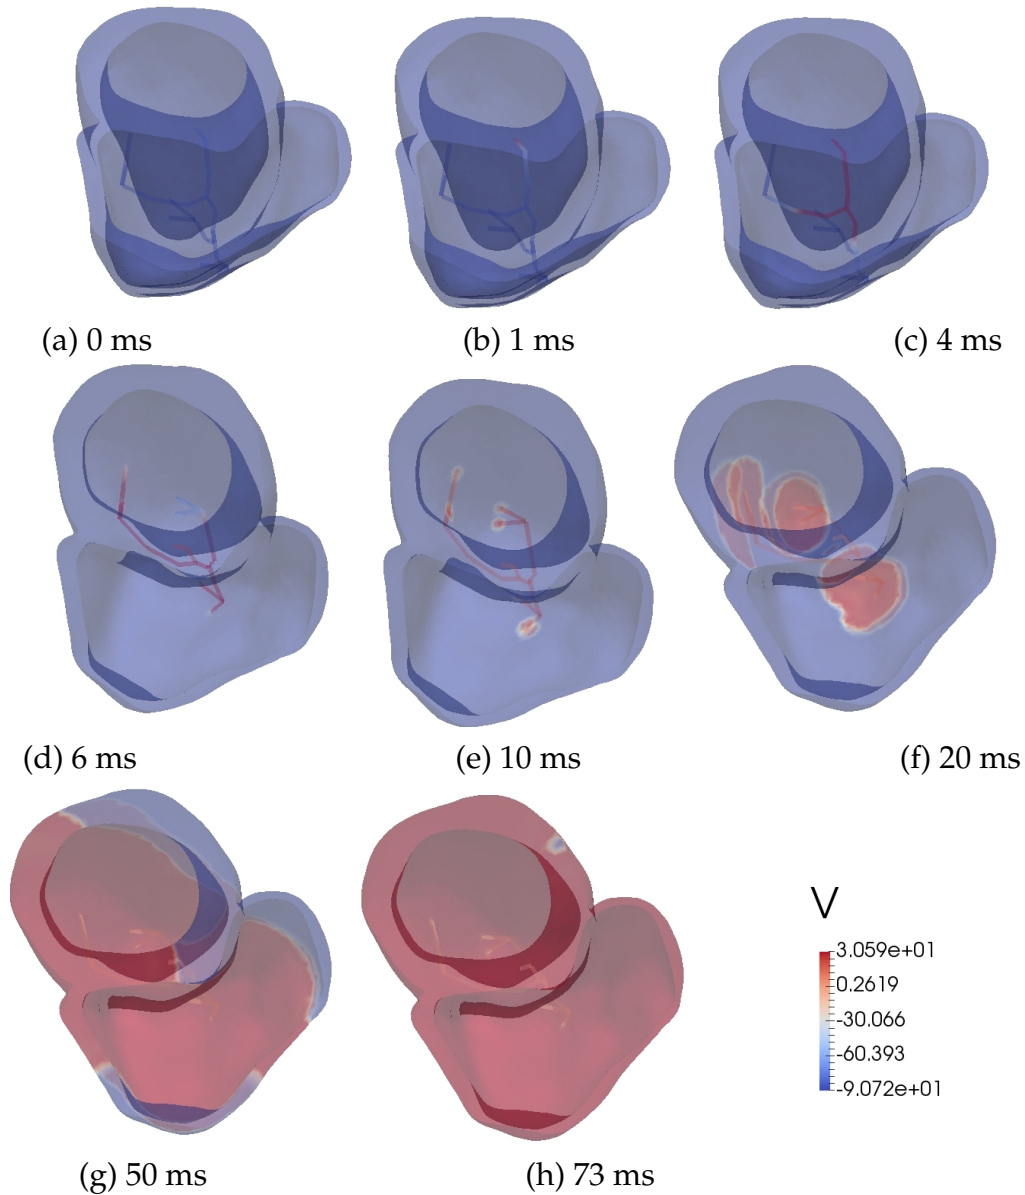 (a) 0 ms
(b) 1 ms
(c) 4 ms
(d) 6 ms
(e) 10 ms
(f) 20 ms
V
3.059e+01
0.2619
-30.066
-60.393
-9.072e+01
(g) 50 ms
(h) 73 ms